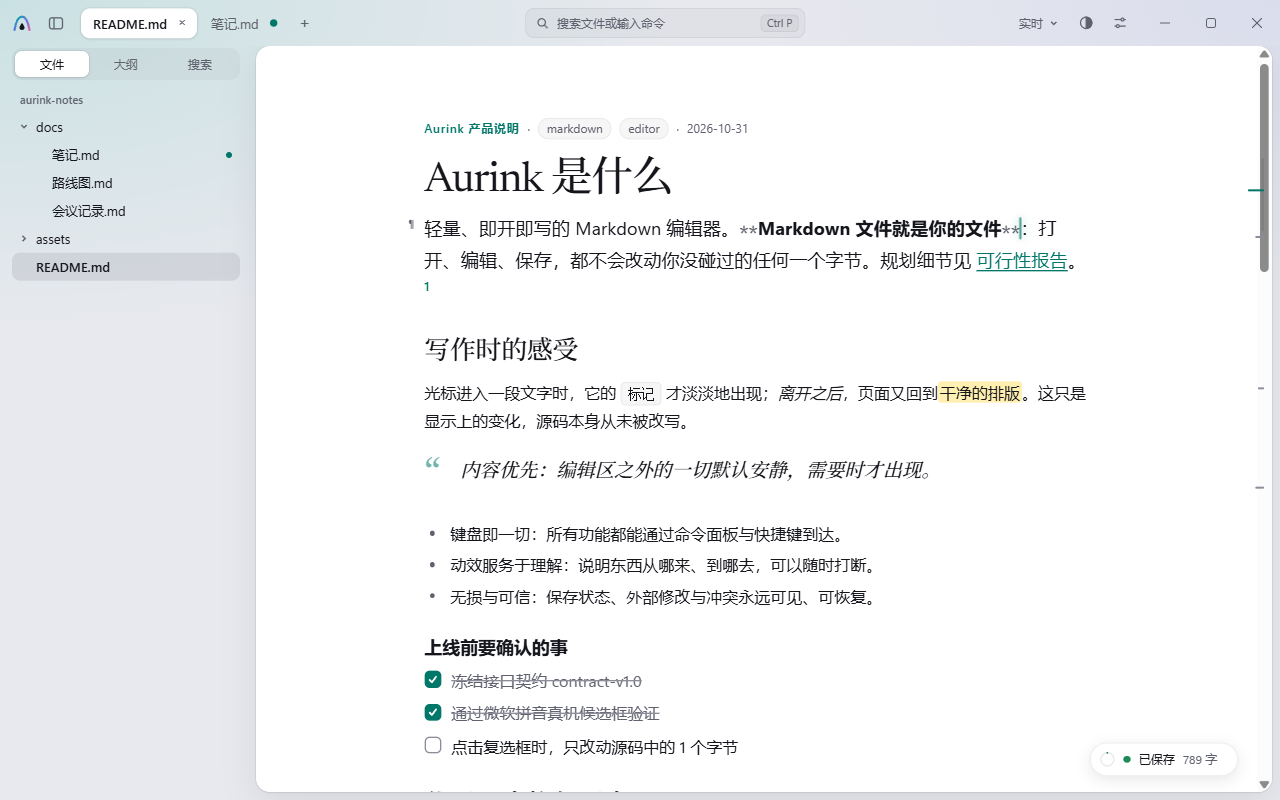 README.md ×
笔记.md
+
搜索文件或输入命令 Ctrl P
实时
文件 大纲 搜索
aurink-notes
docs
笔记.md
路线图.md
会议记录.md
assets
README.md
Aurink 产品说明 · markdown editor · 2026-10-31
Aurink 是什么
¶ 轻量、即开即写的 Markdown 编辑器。**Markdown 文件就是你的文件**：打
开、编辑、保存，都不会改动你没碰过的任何一个字节。规划细节见 可行性报告。
1
写作时的感受
光标进入一段文字时，它的 标记 才淡淡地出现；离开之后，页面又回到干净的排版。这只是
显示上的变化，源码本身从未被改写。
“ 内容优先：编辑区之外的一切默认安静，需要时才出现。
• 键盘即一切：所有功能都能通过命令面板与快捷键到达。
• 动效服务于理解：说明东西从哪来、到哪去，可以随时打断。
• 无损与可信：保存状态、外部修改与冲突永远可见、可恢复。
上线前要确认的事
冻结接口契约 contract-v1.0
通过微软拼音真机候选框验证
点击复选框时，只改动源码中的 1 个字节
已保存 789 字